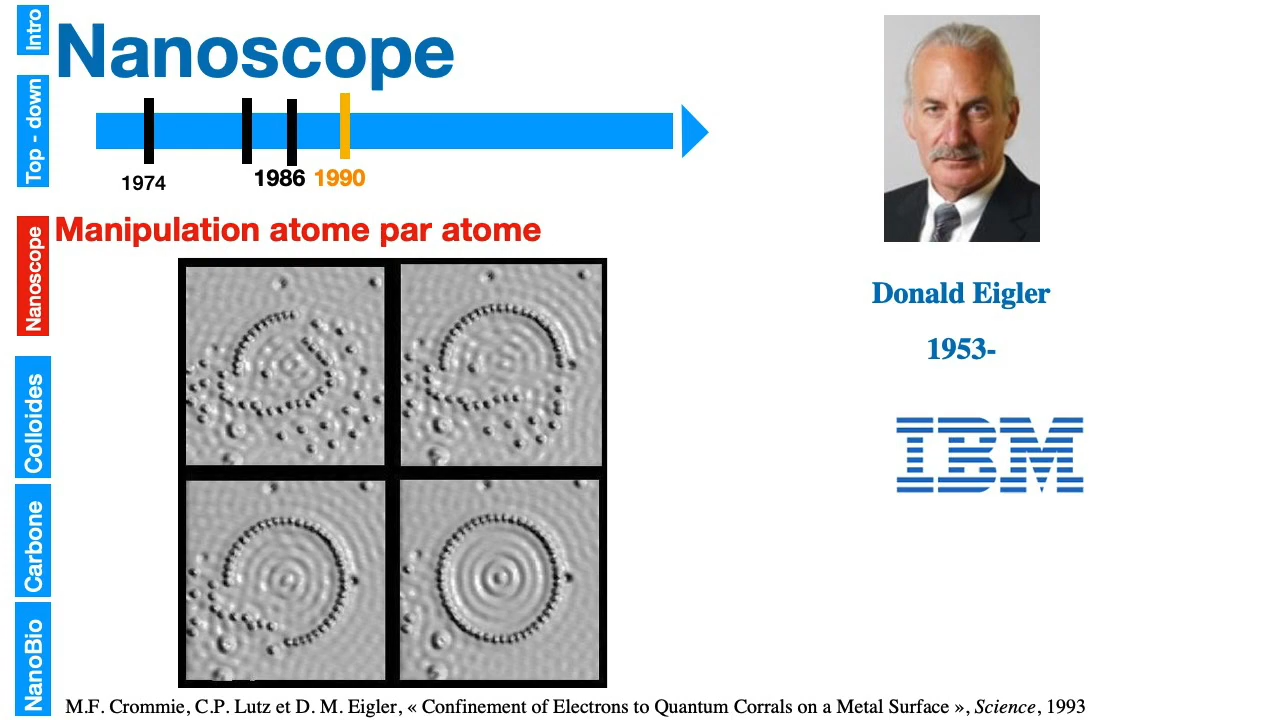 Intro
Nanoscope
Top - down
1974
1986
1990
Nanoscope
Manipulation atome par atome
Donald Eigler
1953-
IBM
Colloides
Carbone
NanoBio
M.F. Crommie, C.P. Lutz et D. M. Eigler, « Confinement of Electrons to Quantum Corrals on a Metal Surface », Science, 1993